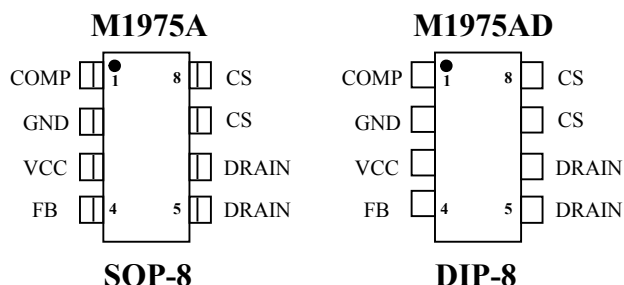 M1975A M1975AD
COMP 1 8 CS COMP 1 8 CS
GND CS GND CS
VCC DRAIN VCC DRAIN
FB 4 5 DRAIN FB 4 5 DRAIN
SOP-8 DIP-8